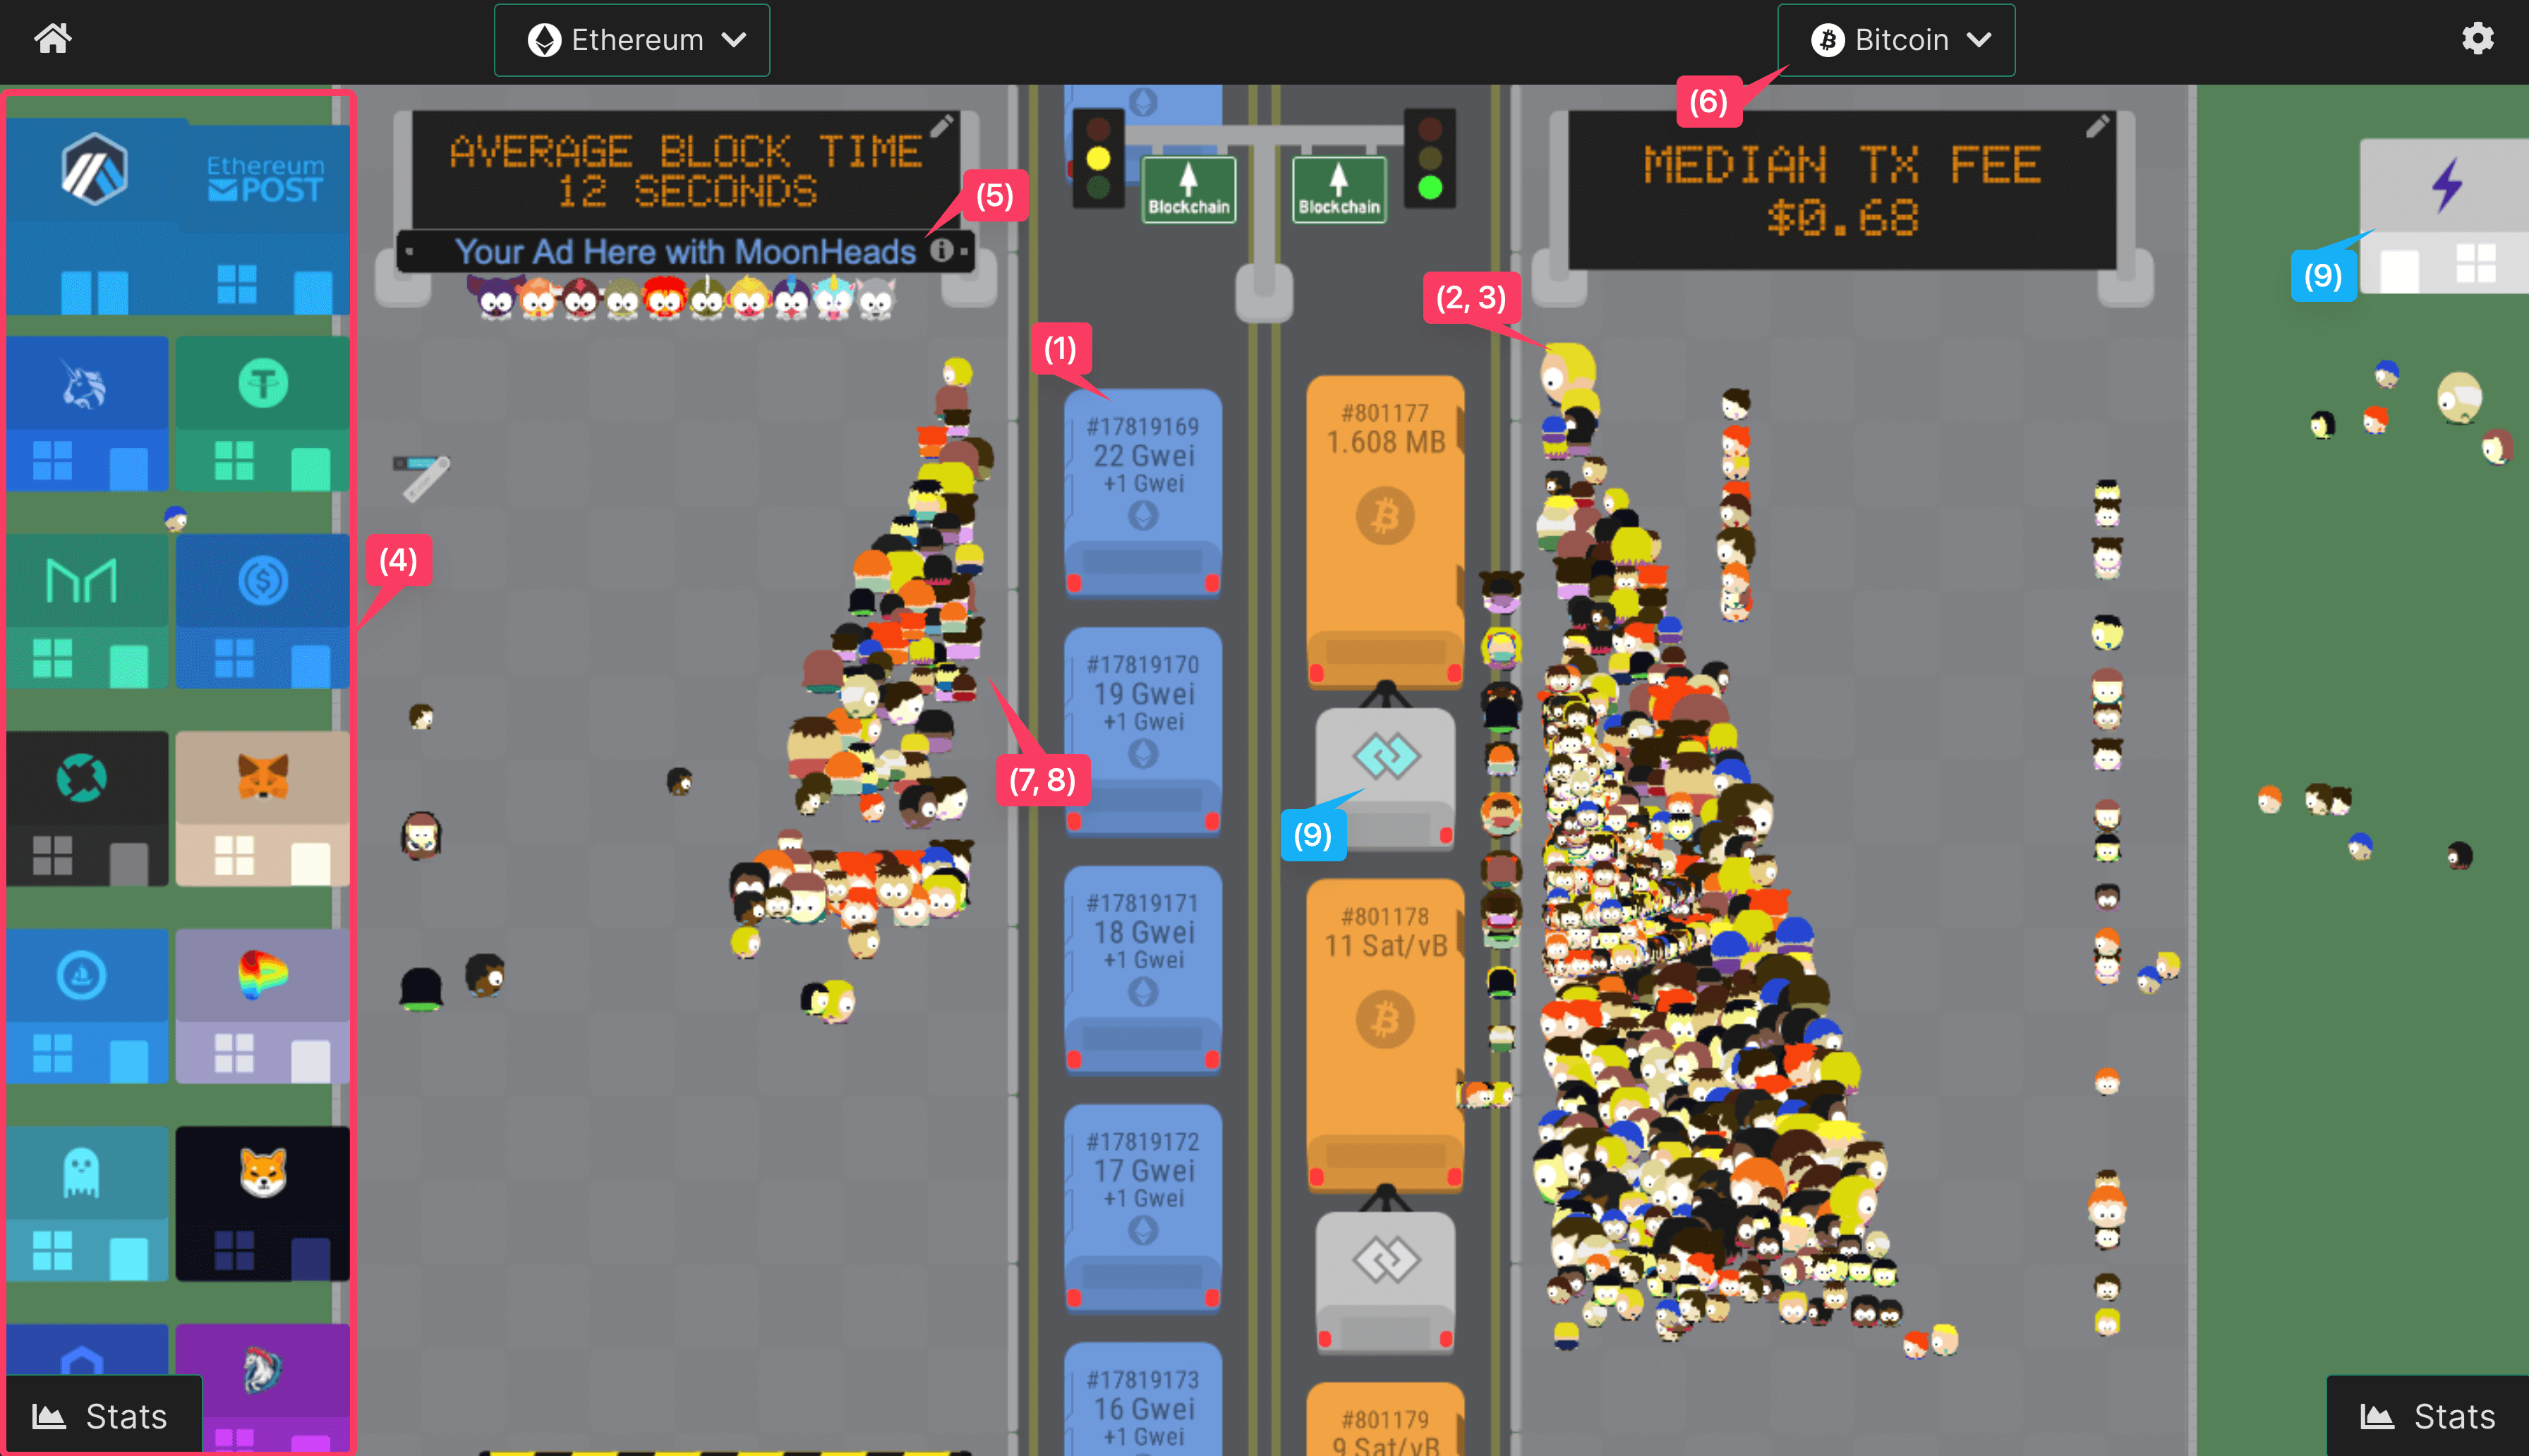 Ethereum
Bitcoin
(6)
AVERAGE BLOCK TIME
12 SECONDS
(5)
Your Ad Here with MoonHeads
Blockchain
Blockchain
MEDIAN TX FEE
$0.68
(9)
Ethereum
POST
(1)
(2, 3)
#17819169
22 Gwei
+1 Gwei
#801177
1.608 MB
(4)
#17819170
19 Gwei
+1 Gwei
(7, 8)
(9)
#17819171
18 Gwei
+1 Gwei
#801178
11 Sat/vB
#17819172
17 Gwei
+1 Gwei
#17819173
16 Gwei
+1 Gwei
#801179
9 Sat/vB
Stats
Stats